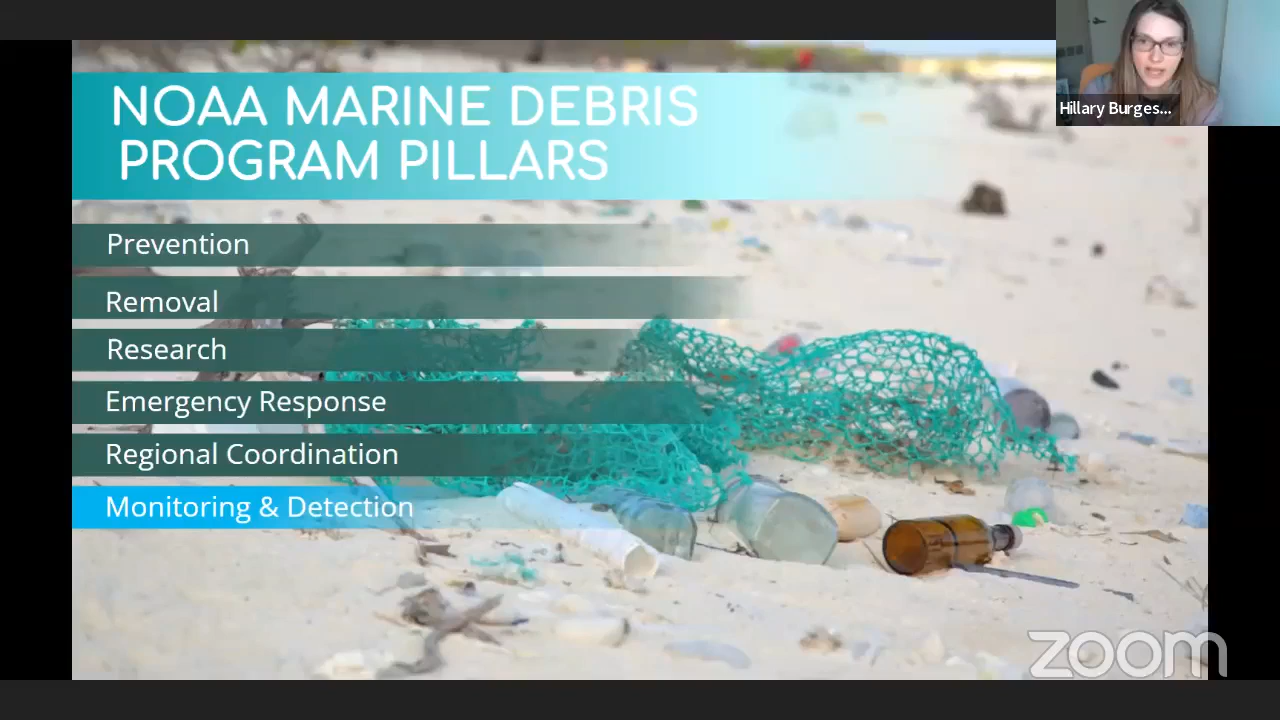 NOAA MARINE DEBRIS
PROGRAM PILLARS
Hillary Burges...
Prevention
Removal
Research
Emergency Response
Regional Coordination
Monitoring & Detection
zoom